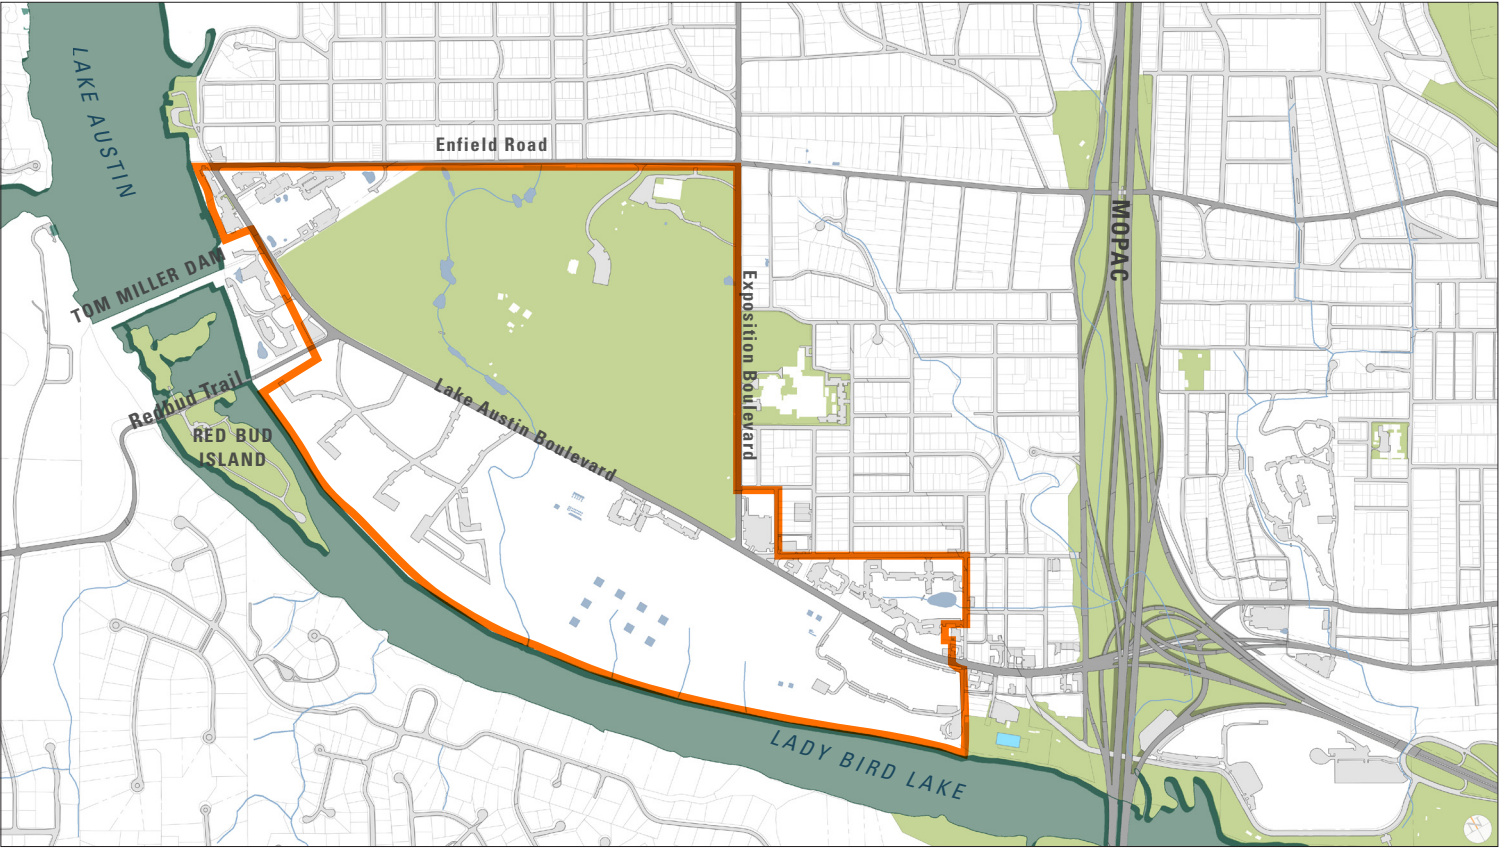 LAKE AUSTIN
Enfield Road
MOPAC
TOM MILLER DAM
Exposition Boulevard
Redbud Trail
Lake Austin Boulevard
RED BUD
ISLAND
LADY BIRD LAKE